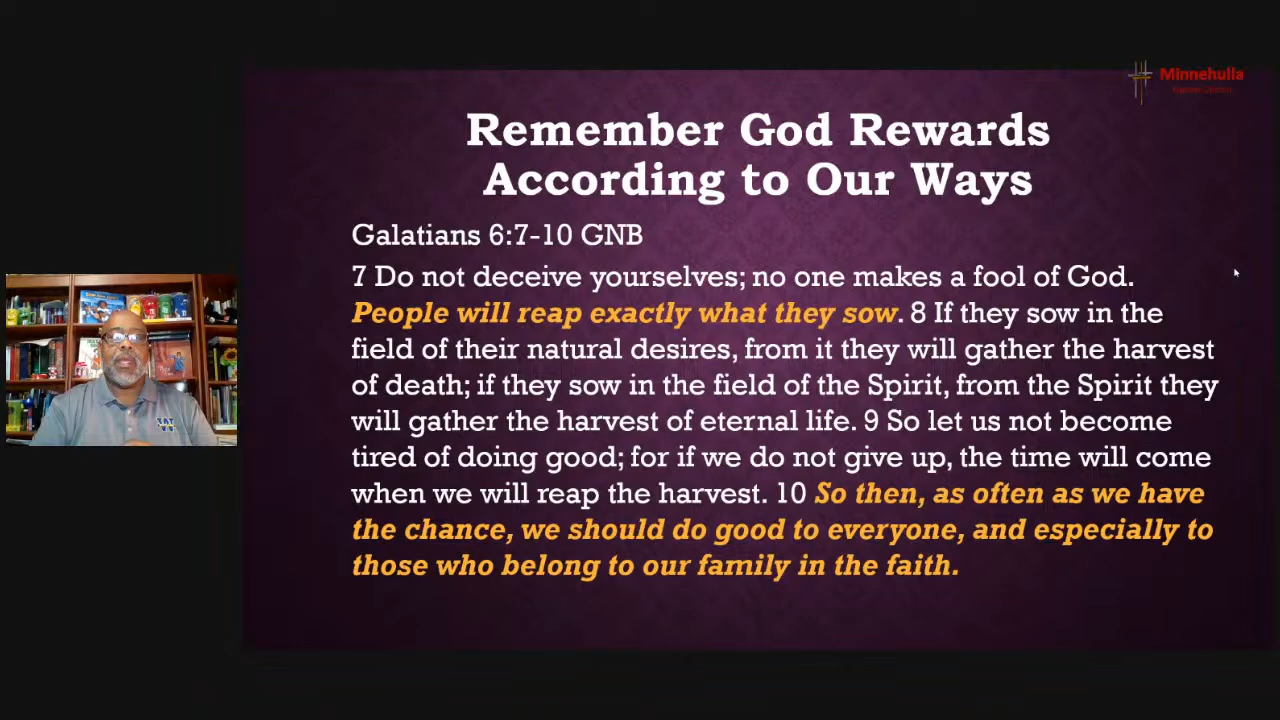 Minnehulla
Baptist Church
Remember God Rewards
According to Our Ways
Galatians 6:7-10 GNB
7 Do not deceive yourselves; no one makes a fool of God.
People will reap exactly what they sow. 8 If they sow in the
field of their natural desires, from it they will gather the harvest
of death; if they sow in the field of the Spirit, from the Spirit they
will gather the harvest of eternal life. 9 So let us not become
tired of doing good; for if we do not give up, the time will come
when we will reap the harvest. 10 So then, as often as we have
the chance, we should do good to everyone, and especially to
those who belong to our family in the faith.
W